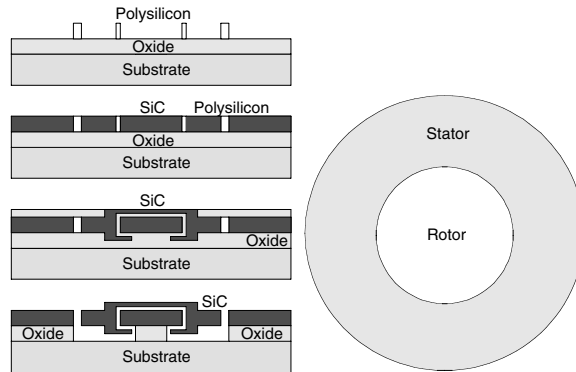 Polysilicon
Oxide
Substrate
SiC Polysilicon
Oxide
Substrate
SiC
Oxide
Substrate
SiC
Oxide Oxide
Substrate
Stator
Rotor